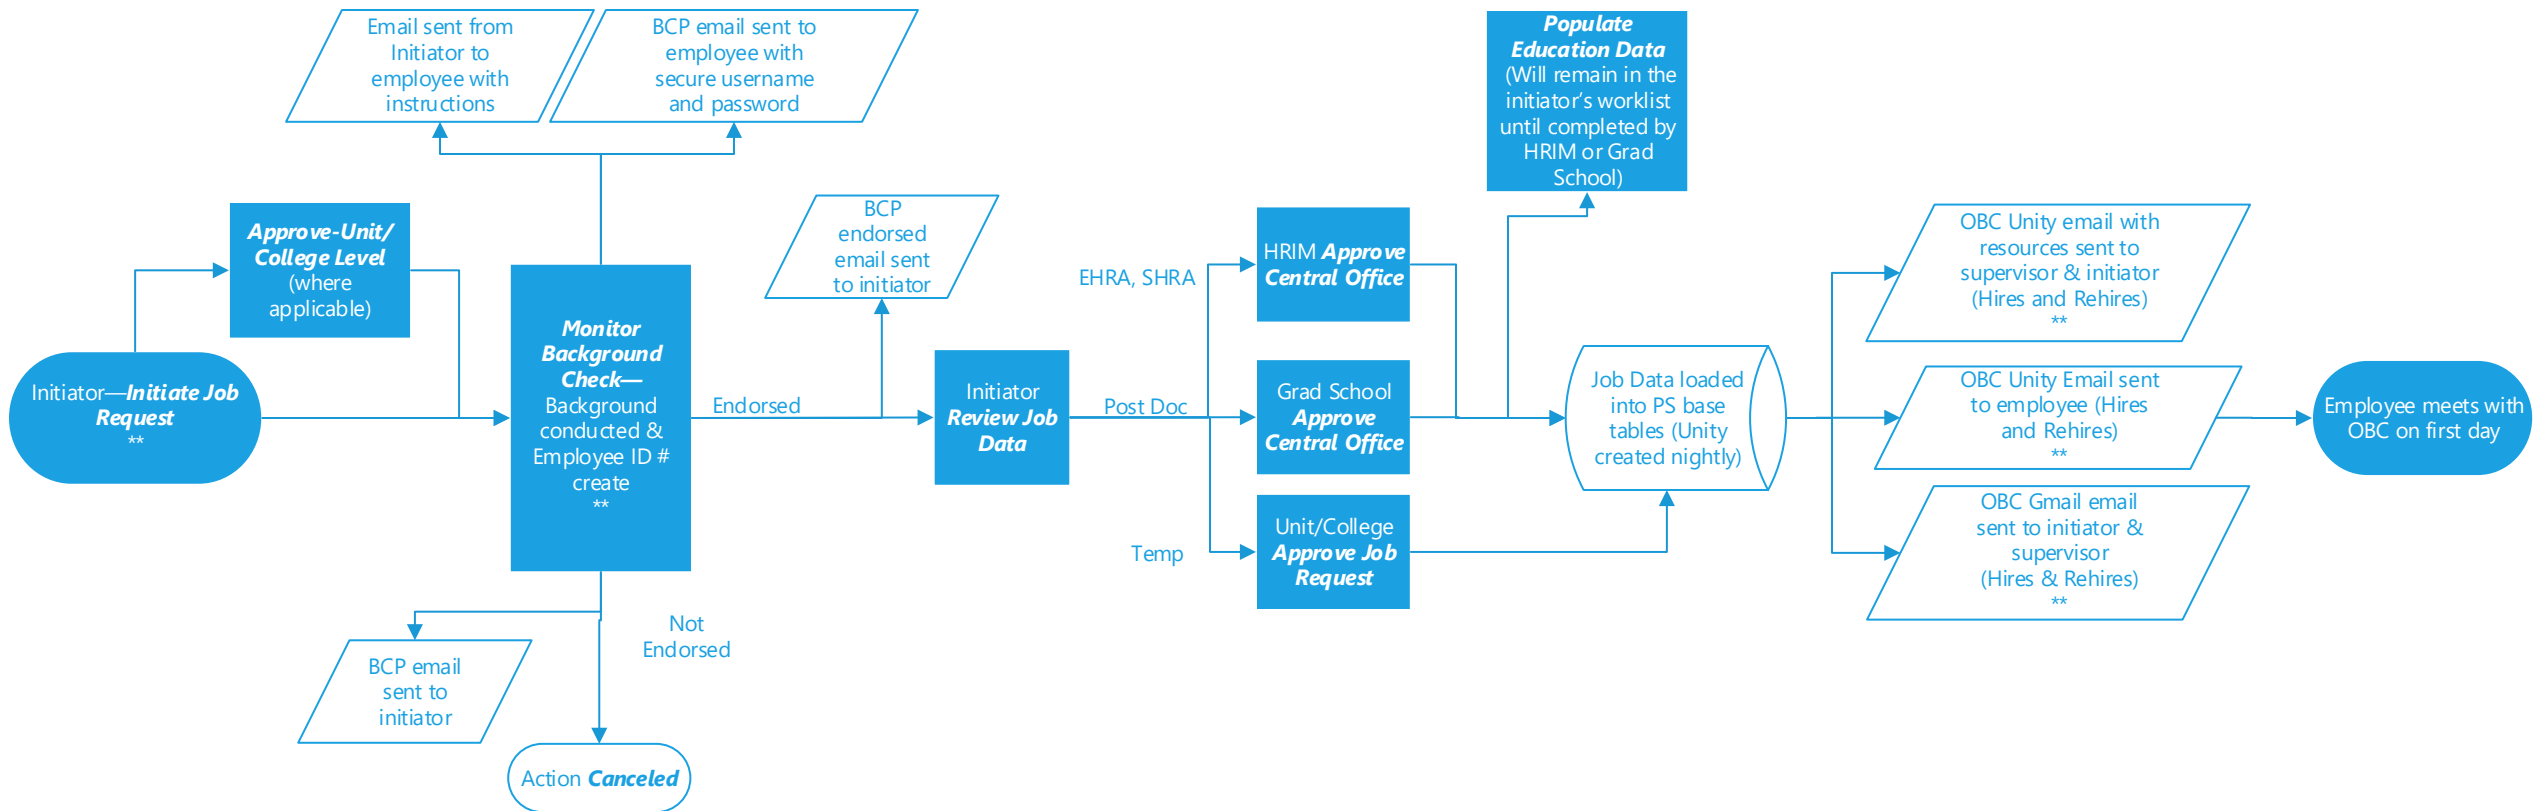 Email sent from
Initiator to
employee with
instructions
BCP email sent to
employee with
secure username
and password
Populate
Education Data
(Will remain in the
initiator’s worklist
until completed by
HRIM or Grad
School)
Approve-Unit/
College Level
(where
applicable)
Initiator—Initiate Job
Request
**
Monitor
Background
Check—
Background
conducted &
Employee ID #
create
**
BCP
endorsed
email sent
to initiator
Endorsed
Not
Endorsed
BCP email
sent to
initiator
Action Canceled
Initiator
Review Job
Data
EHRA, SHRA
Post Doc
Temp
HRIM Approve
Central Office
Grad School
Approve
Central Office
Unit/College
Approve Job
Request
Job Data loaded
into PS base
tables (Unity
created nightly)
OBC Unity email with
resources sent to
supervisor & initiator
(Hires and Rehires)
**
OBC Unity Email sent
to employee (Hires
and Rehires)
**
OBC Gmail email
sent to initiator &
supervisor
(Hires & Rehires)
**
Employee meets with
OBC on first day